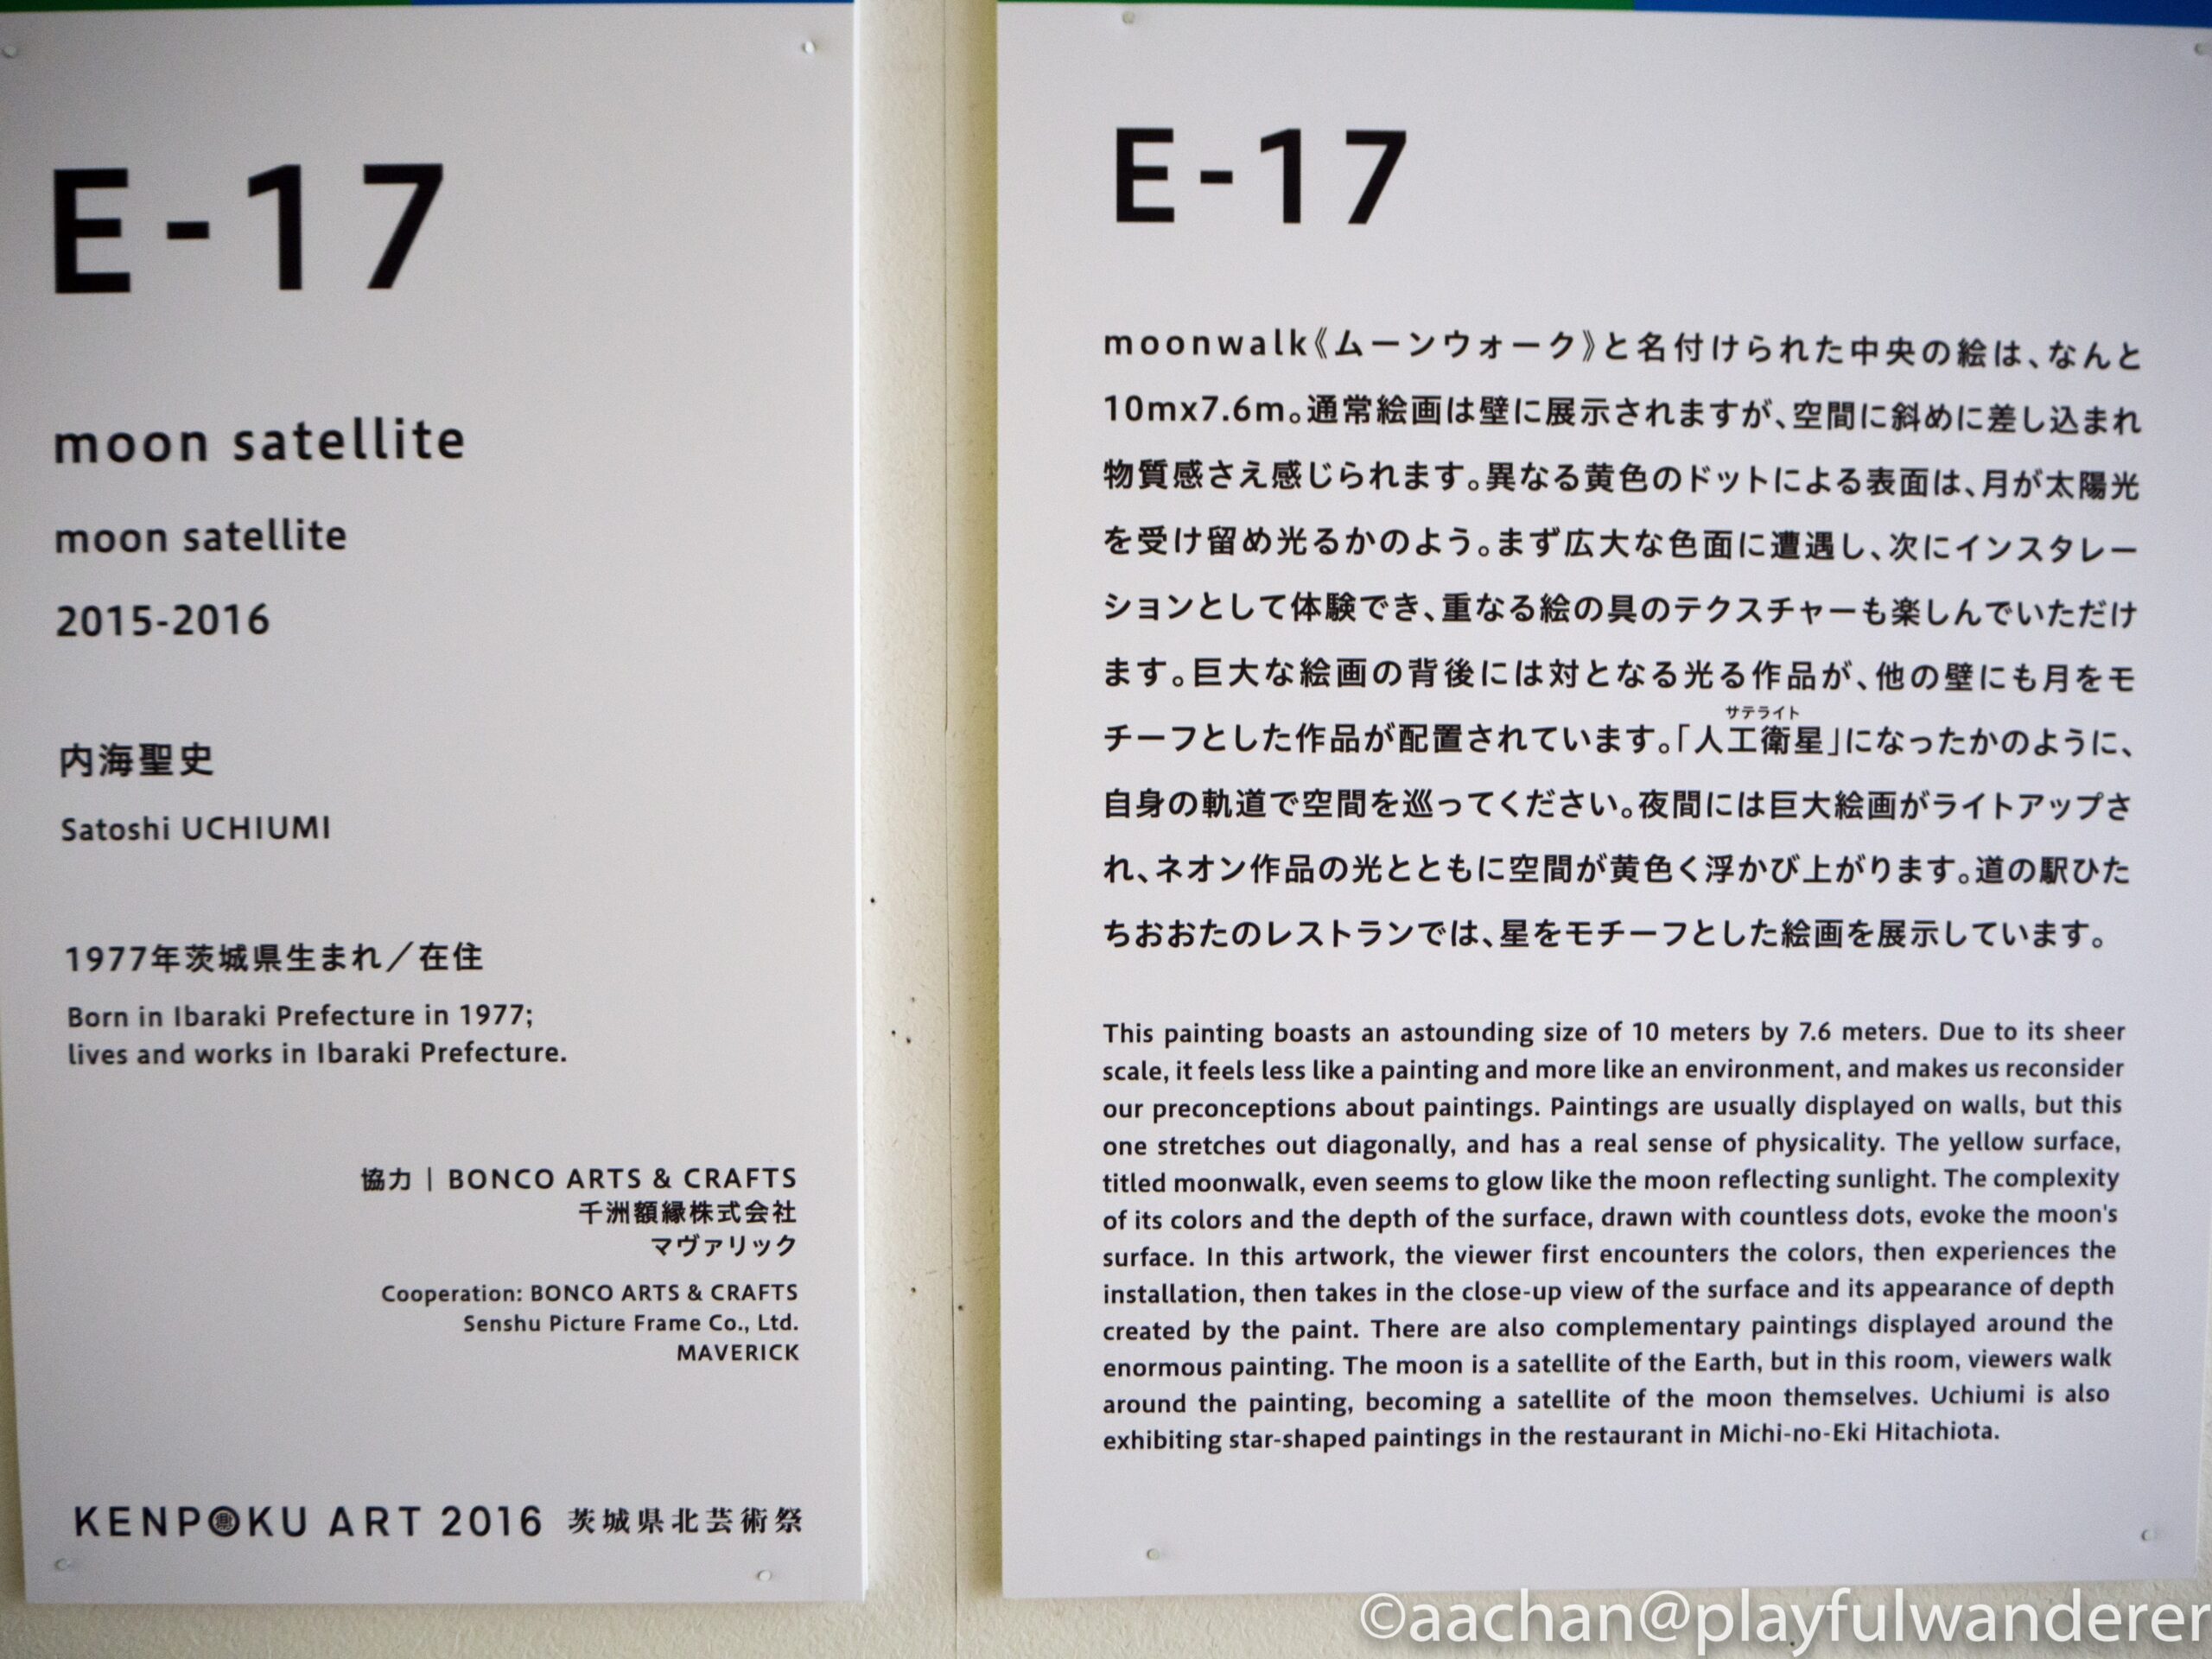 E-17
moon satellite
moon satellite
2015-2016
内海聖史
Satoshi UCHIUMI
1977年茨城県生まれ／在住
Born in Ibaraki Prefecture in 1977;
lives and works in Ibaraki Prefecture.
協力｜BONCO ARTS & CRAFTS
千洲額縁株式会社
マヴァリック
Cooperation: BONCO ARTS & CRAFTS
Senshu Picture Frame Co., Ltd.
MAVERICK
KENPOKU ART 2016 茨城県北芸術祭
E-17
moonwalk《ムーンウォーク》と名付けられた中央の絵は、なんと
10mx7.6m。通常絵画は壁に展示されますが、空間に斜めに差し込まれ
物質感さえ感じられます。異なる黄色のドットによる表面は、月が太陽光
を受け留め光るかのよう。まず広大な色面に遭遇し、次にインスタレー
ションとして体験でき、重なる絵の具のテクスチャーも楽しんでいただけ
ます。巨大な絵画の背後には対となる光る作品が、他の壁にも月をモ
サテライト
チーフとした作品が配置されています。「人工衛星」になったかのように、
自身の軌道で空間を巡ってください。夜間には巨大絵画がライトアップさ
れ、ネオン作品の光とともに空間が黄色く浮かび上がります。道の駅ひた
ちおおたのレストランでは、星をモチーフとした絵画を展示しています。
This painting boasts an astounding size of 10 meters by 7.6 meters. Due to its sheer
scale, it feels less like a painting and more like an environment, and makes us reconsider
our preconceptions about paintings. Paintings are usually displayed on walls, but this
one stretches out diagonally, and has a real sense of physicality. The yellow surface,
titled moonwalk, even seems to glow like the moon reflecting sunlight. The complexity
of its colors and the depth of the surface, drawn with countless dots, evoke the moon's
surface. In this artwork, the viewer first encounters the colors, then experiences the
installation, then takes in the close-up view of the surface and its appearance of depth
created by the paint. There are also complementary paintings displayed around the
enormous painting. The moon is a satellite of the Earth, but in this room, viewers walk
around the painting, becoming a satellite of the moon themselves. Uchiumi is also
exhibiting star-shaped paintings in the restaurant in Michi-no-Eki Hitachiota.
©aachan@playfulwanderer